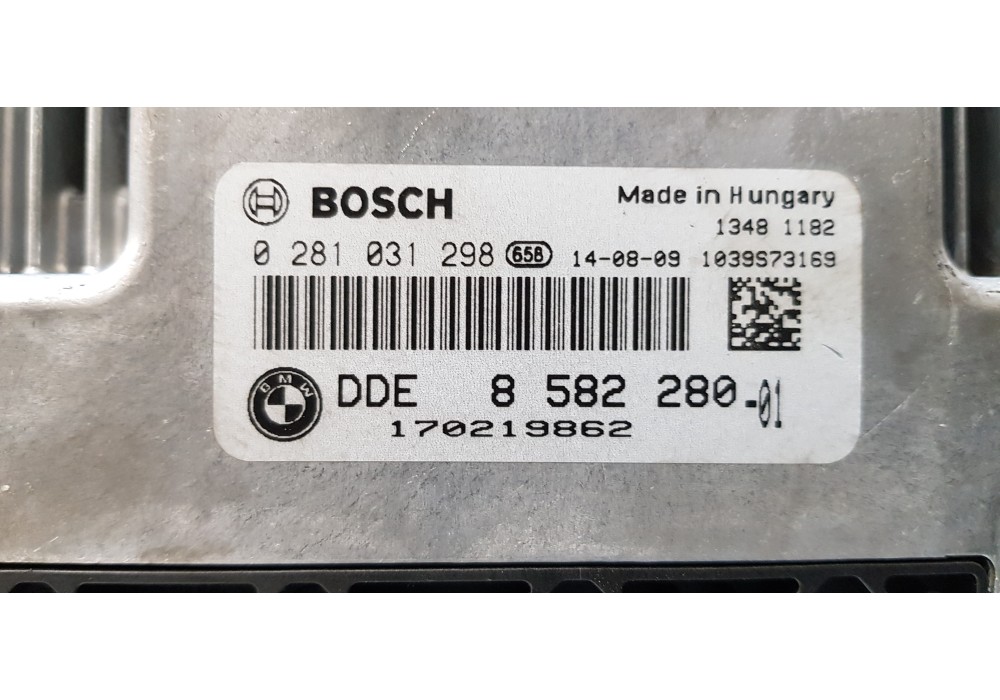 BOSCH
Made in Hungary
1348 1182
0 281 031 298 658 14-08-09 1039S73169
BMW
DDE 8 582 280-01
170219862